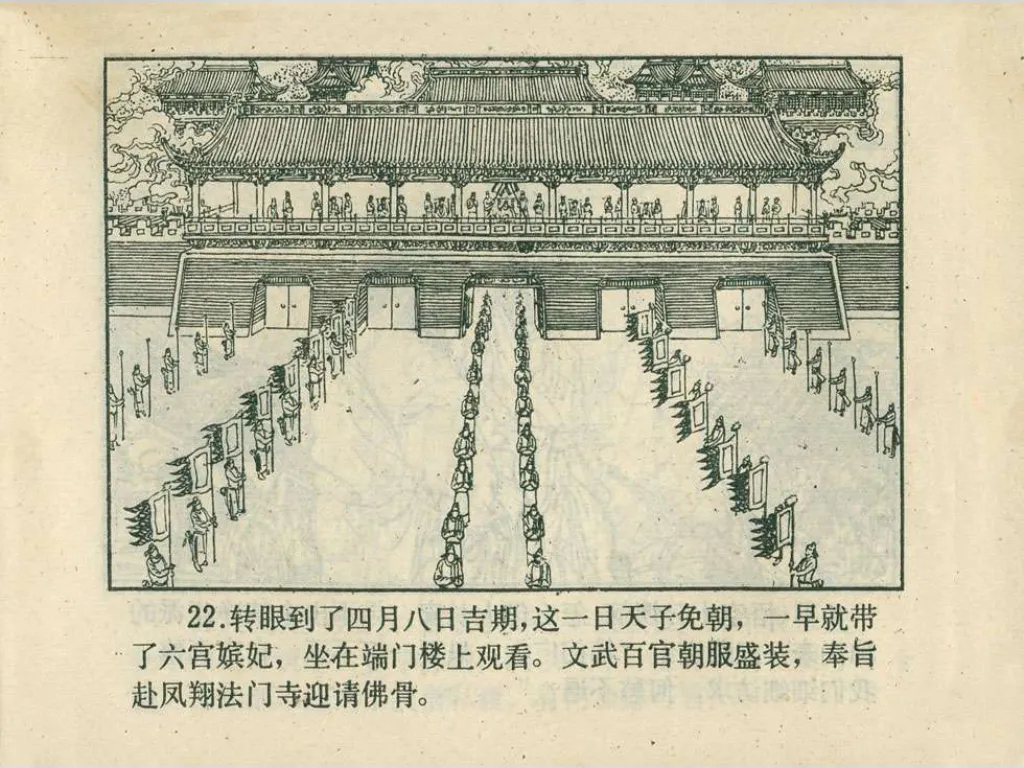 22.转眼到了四月八日吉期,这一日天子免朝，一早就带
了六宫嫔妃，坐在端门楼上观看。文武百官朝服盛装，奉旨
赴凤翔法门寺迎请佛骨。